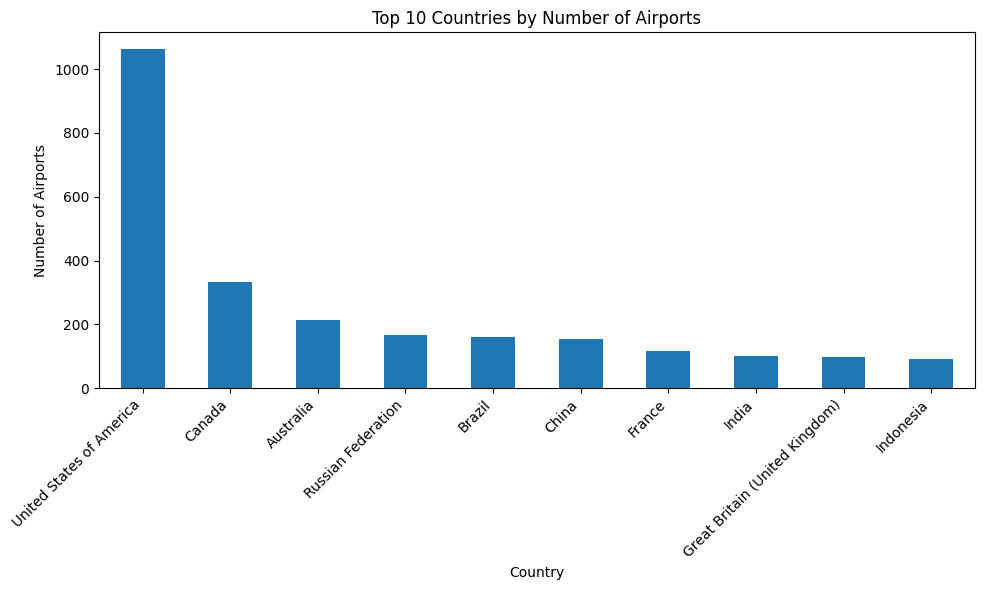 Top 10 Countries by Number of Airports
Number of Airports
1000
800
600
400
200
0
United States of America
Canada
Australia
Russian Federation
Brazil
China
France
India
Great Britain (United Kingdom)
Indonesia
Country